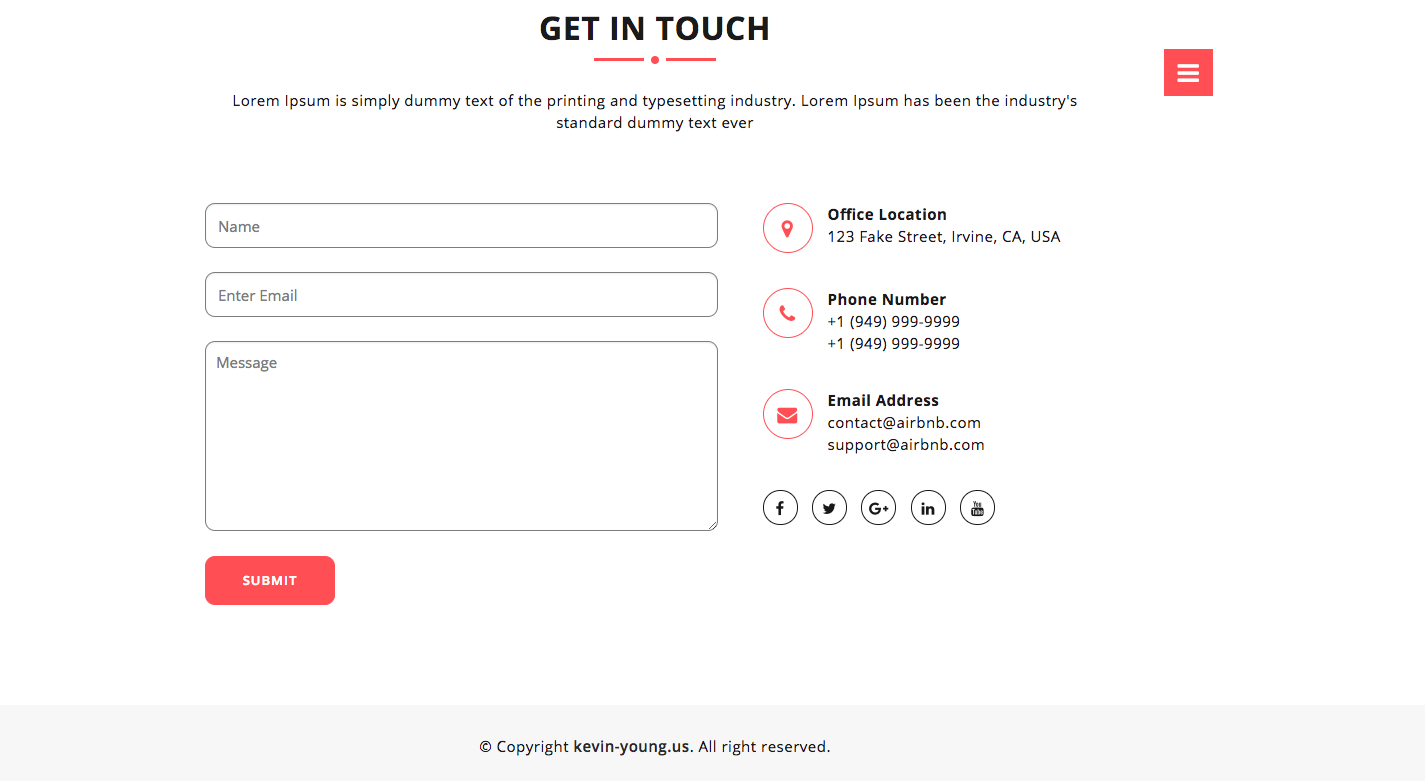 GET IN TOUCH
Lorem Ipsum is simply dummy text of the printing and typesetting industry. Lorem Ipsum has been the industry's
standard dummy text ever
Name
Enter Email
Message
SUBMIT
Office Location
123 Fake Street, Irvine, CA, USA
Phone Number
+1 (949) 999-9999
+1 (949) 999-9999
Email Address
contact@airbnb.com
support@airbnb.com
f G+ in You Tube
© Copyright kevin-young.us. All right reserved.